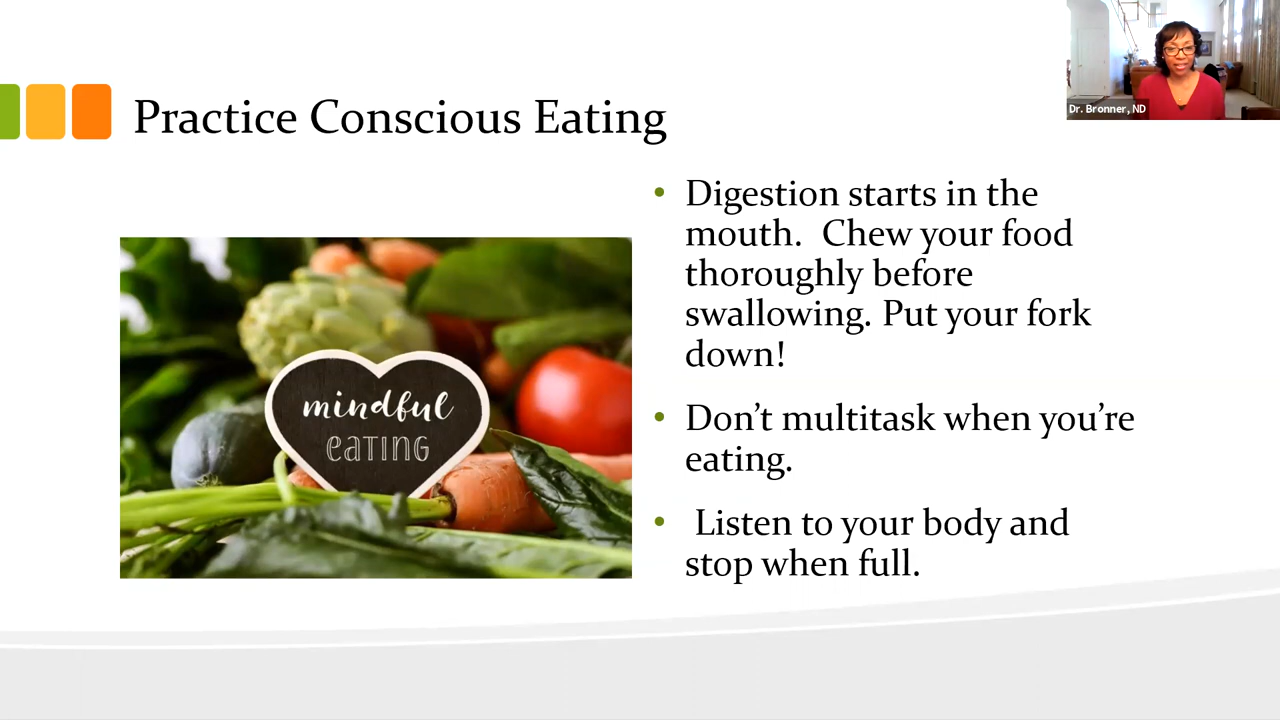 Dr. Bronner, ND
Practice Conscious Eating
• Digestion starts in the
mouth.  Chew your food
thoroughly before
swallowing. Put your fork
down!
• Don’t multitask when you’re
eating.
• Listen to your body and
stop when full.
mindful
EATING